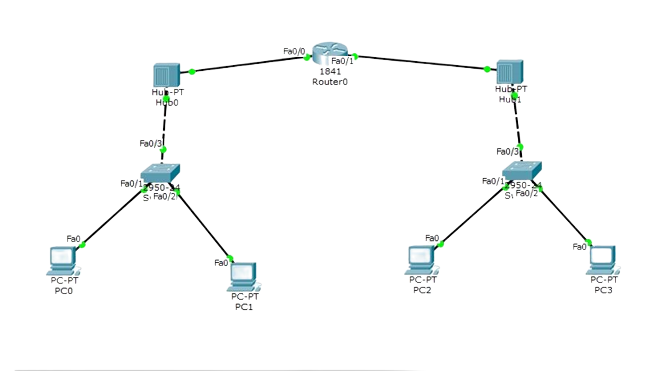 Fa0/0
Fa0/1
1841
Router0
Hub-PT
Hub0
Hub-PT
Hub1
Fa0/3
Fa0/3
Fa0/1
2950-24
Fa0/2
Fa0/1
2950-24
Fa0/2
Fa0
Fa0
Fa0
Fa0
PC-PT
PC0
PC-PT
PC1
PC-PT
PC2
PC-PT
PC3